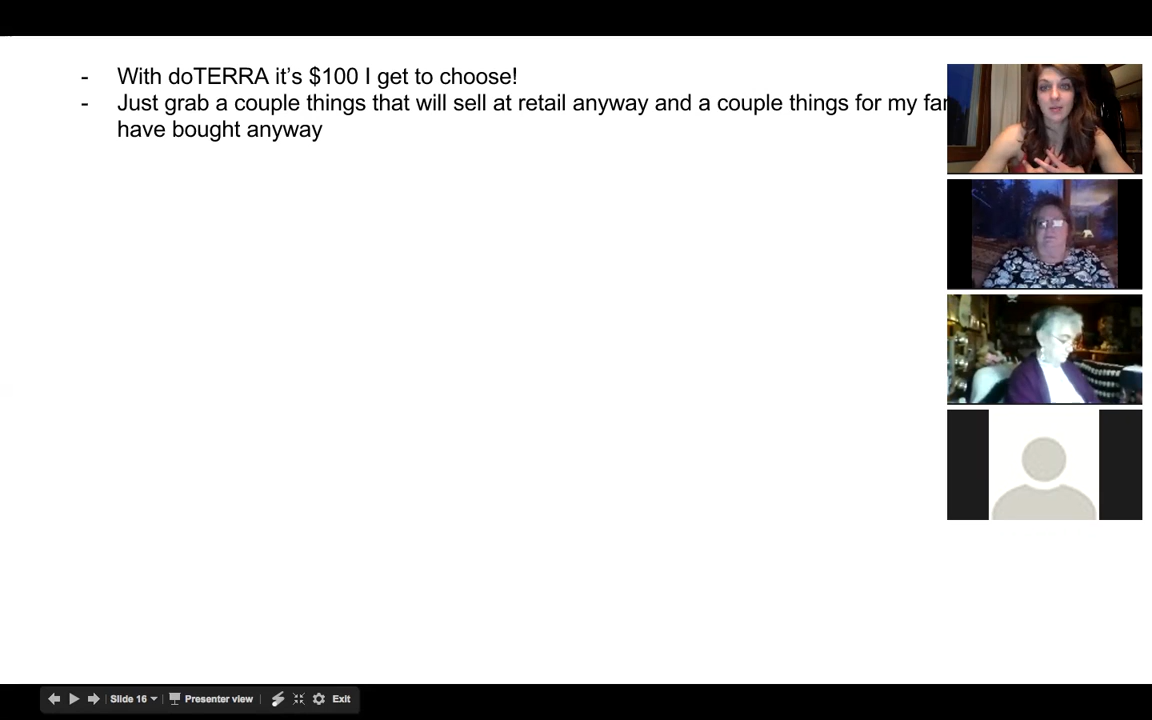 - With doTERRA it's $100 I get to choose!
- Just grab a couple things that will sell at retail anyway and a couple things for my
have bought anyway
Slide 16
Presenter view
Exit